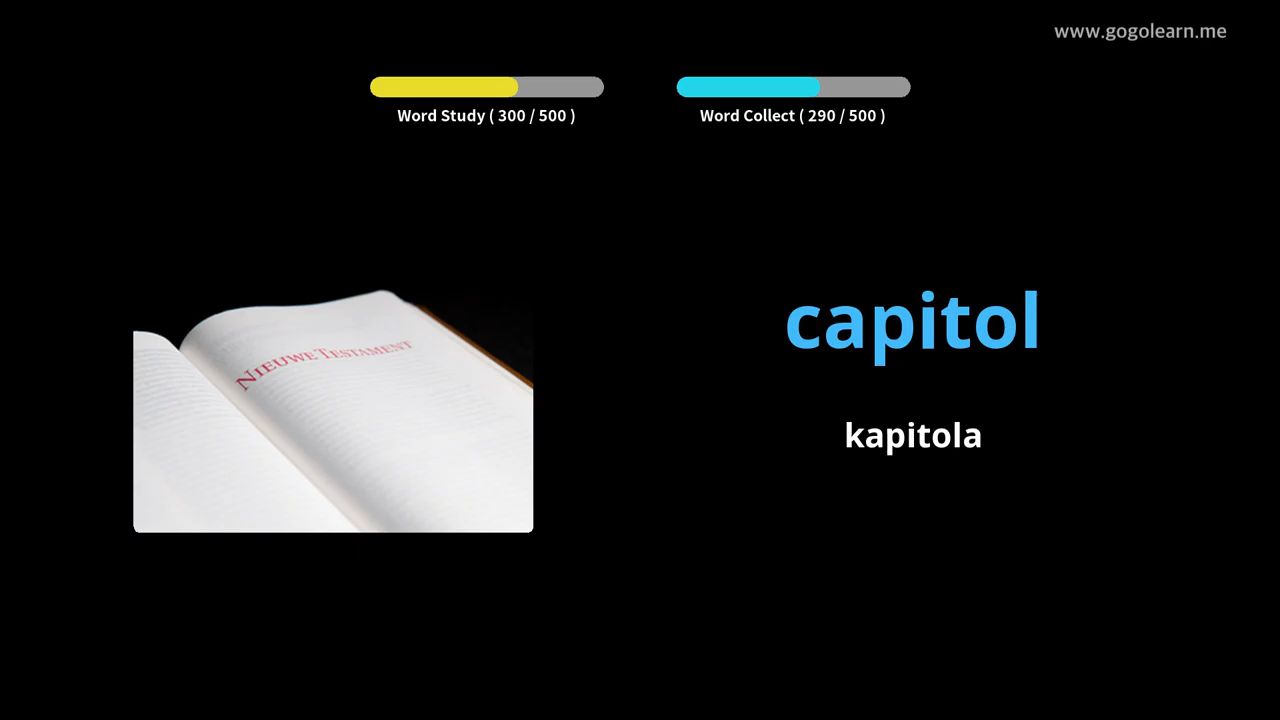 www.gogolearn.me
Word Study ( 300 / 500 )
Word Collect ( 290 / 500 )
NIEUWE TESTAMENT
capitol
kapitola